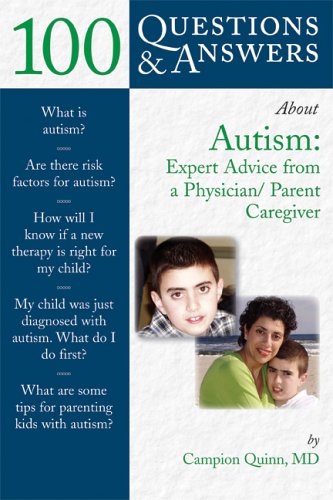 100 QUESTIONS
& ANSWERS
About
Autism:
Expert Advice from
a Physician/ Parent
Caregiver
What is
autism?
Are there risk
factors for autism?
How will I
know if a new
therapy is right for
my child?
My child was just
diagnosed with
autism. What do I
do first?
What are some
tips for parenting
kids with autism?
by
Campion Quinn, MD